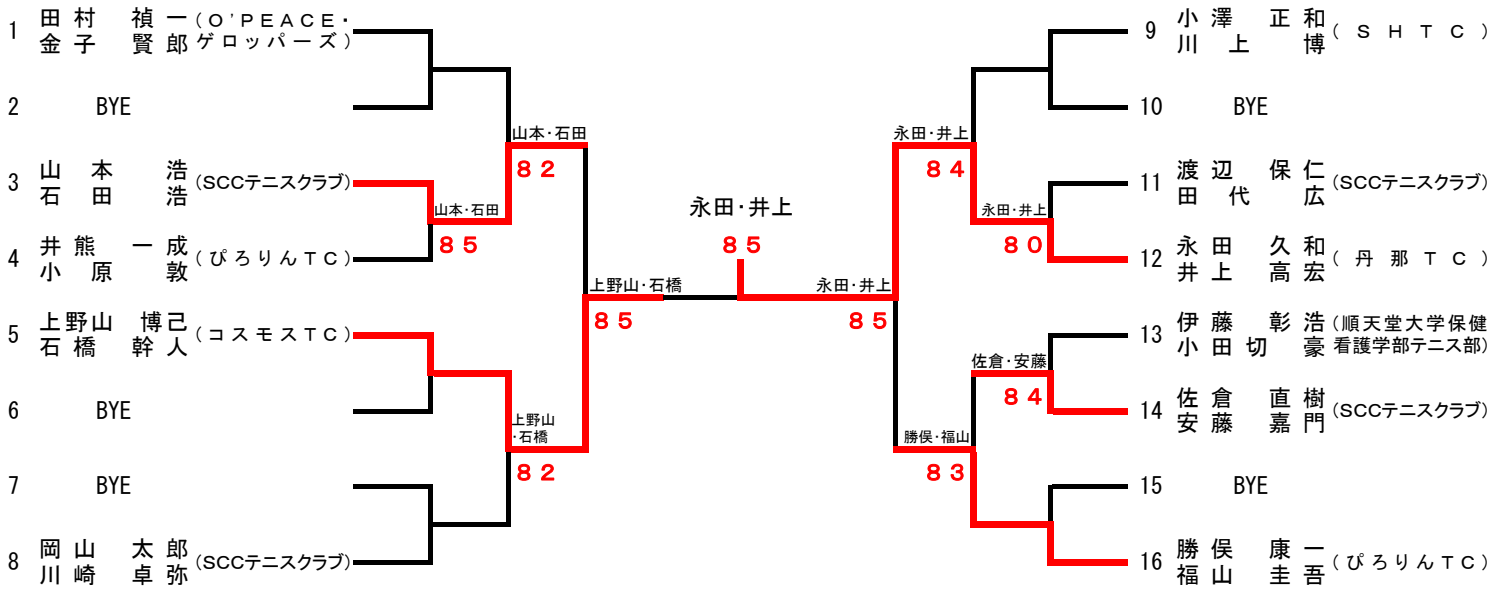 1 田村 禎一 (O'PEACE・
金子 賢郎 ゲロッパーズ)
2 BYE
3 山本 浩
石田 浩 (SCCテニスクラブ)
4 井熊 一成
小原 敦 (ぴろりんTC)
5 上野山 博己
石橋 幹人 (コスモスTC)
6 BYE
7 BYE
8 岡山 太郎
川崎 卓弥 (SCCテニスクラブ)
山本・石田
82
山本・石田
85
上野山・石橋
85
上野山
・石橋
82
永田・井上
85
永田・井上
84
永田・井上
80
永田・井上
85
佐倉・安藤
84
勝俣・福山
83
9 小澤 正和
川上 博 (SHTC)
10 BYE
11 渡辺 保仁
田代 広 (SCCテニスクラブ)
12 永田 久和
井上 高宏 (丹那TC)
13 伊藤 彰浩 (順天堂大学保健
小田切 豪 看護学部テニス部)
14 佐倉 直樹
安藤 嘉門 (SCCテニスクラブ)
15 BYE
16 勝俣 康一
福山 圭吾 (ぴろりんTC)